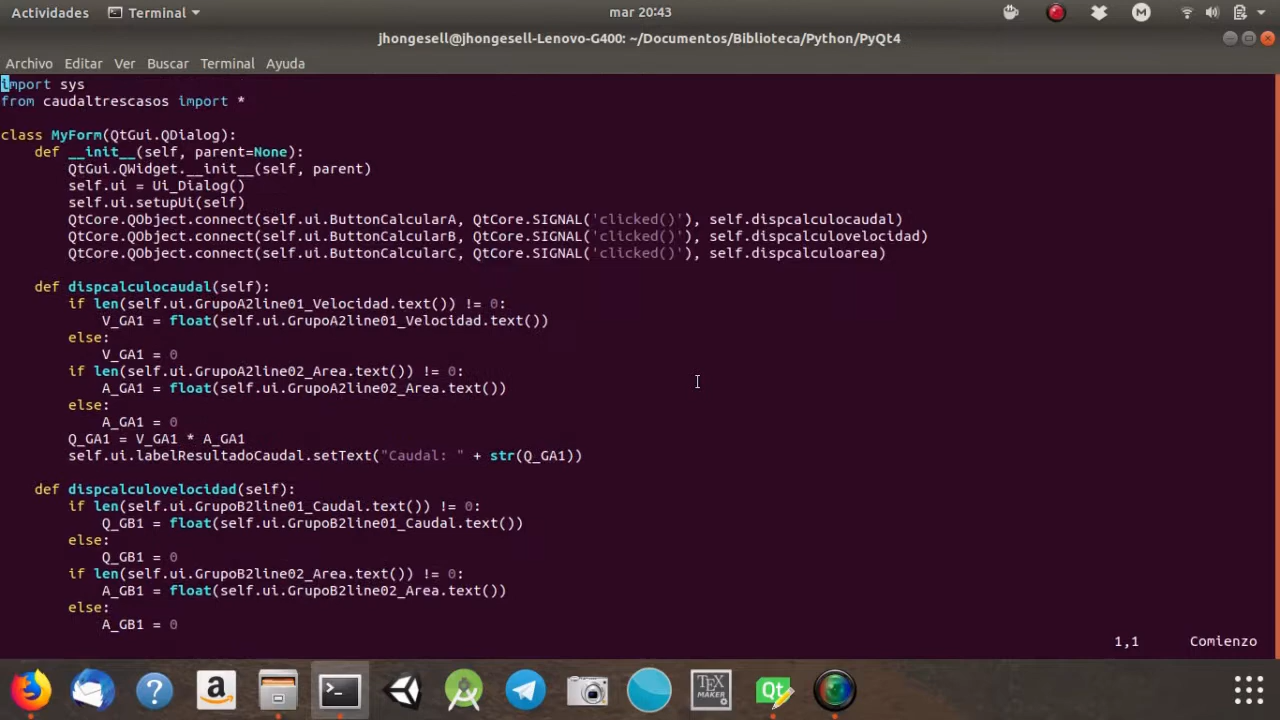 Actividades Terminal mar 20:43 M
jhongesell@jhongesell-Lenovo-G400: ~/Documentos/Biblioteca/Python/PyQt4
Archivo Editar Ver Buscar Terminal Ayuda
import sys
from caudaltrescasos import *
class MyForm(QtGui.QDialog):
    def __init__(self, parent=None):
        QtGui.QWidget.__init__(self, parent)
        self.ui = Ui_Dialog()
        self.ui.setupUi(self)
        QtCore.QObject.connect(self.ui.ButtonCalcularA, QtCore.SIGNAL('clicked()'), self.dispcalculocaudal)
        QtCore.QObject.connect(self.ui.ButtonCalcularB, QtCore.SIGNAL('clicked()'), self.dispcalculovelocidad)
        QtCore.QObject.connect(self.ui.ButtonCalcularC, QtCore.SIGNAL('clicked()'), self.dispcalculoarea)
    def dispcalculocaudal(self):
        if len(self.ui.GrupoA2line01_Velocidad.text()) != 0:
            V_GA1 = float(self.ui.GrupoA2line01_Velocidad.text())
        else:
            V_GA1 = 0
        if len(self.ui.GrupoA2line02_Area.text()) != 0:
            A_GA1 = float(self.ui.GrupoA2line02_Area.text())
        else:
            A_GA1 = 0
        Q_GA1 = V_GA1 * A_GA1
        self.ui.labelResultadoCaudal.setText("Caudal: " + str(Q_GA1))
    def dispcalculovelocidad(self):
        if len(self.ui.GrupoB2line01_Caudal.text()) != 0:
            Q_GB1 = float(self.ui.GrupoB2line01_Caudal.text())
        else:
            Q_GB1 = 0
        if len(self.ui.GrupoB2line02_Area.text()) != 0:
            A_GB1 = float(self.ui.GrupoB2line02_Area.text())
        else:
            A_GB1 = 0
1,1 Comienzo
? a >_ TEX MAKER Qt